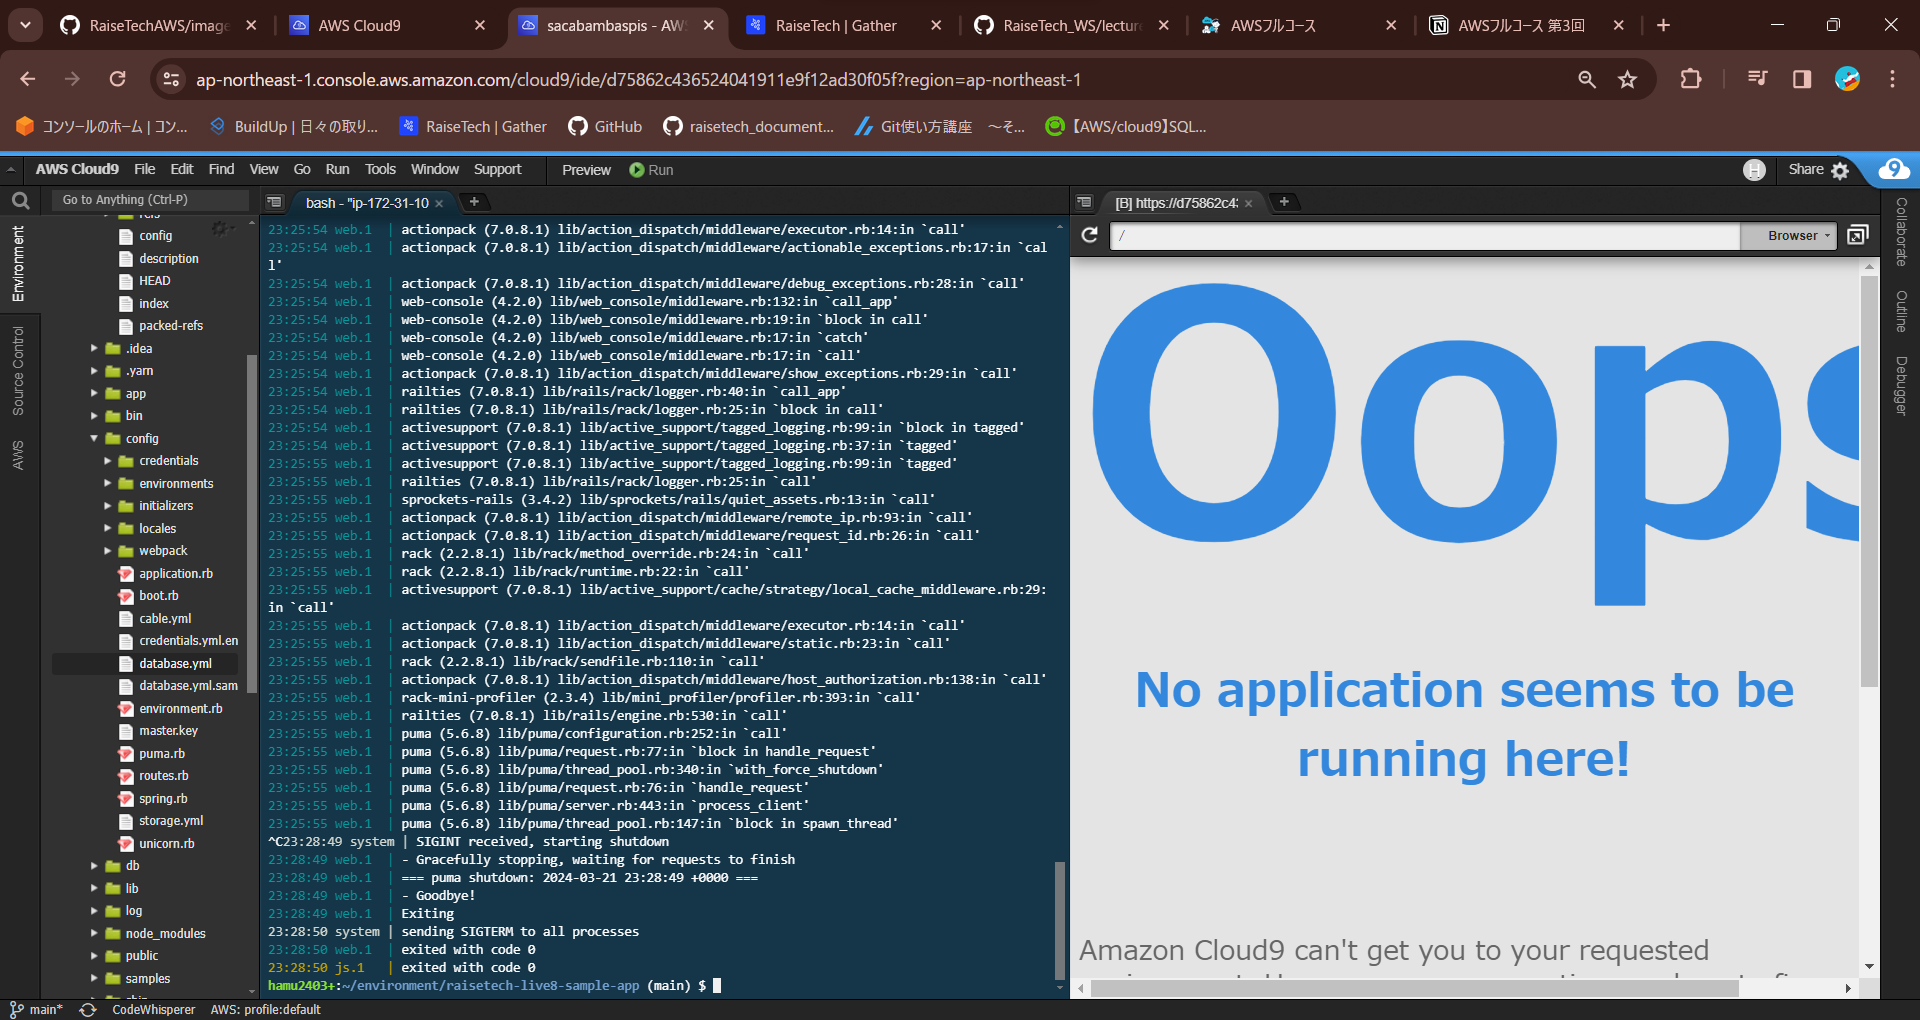 RaiseTechAWS/image
AWS Cloud9
sacabambaspis - AWS
RaiseTech | Gather
RaiseTech_WS/lecture
AWSフルコース
AWSフルコース 第3回
ap-northeast-1.console.aws.amazon.com/cloud9/ide/d75862c436524041911e9f12ad30f05f?region=ap-northeast-1
コンソールのホーム | コン...
BuildUp | 日々の取り...
RaiseTech | Gather
GitHub
raisetech_document...
Git使い方講座 ～そ...
【AWS/cloud9】SQL...
AWS Cloud9 File Edit Find View Go Run Tools Window Support Preview Run
H Share 9
Go to Anything (Ctrl-P)
bash - "ip-172-31-10
[B] https://d75862c4
/
Browser
Environment
Source Control
AWS
Collaborate
Outline
Debugger
refs
config
description
HEAD
index
packed-refs
.idea
.yarn
app
bin
config
credentials
environments
initializers
locales
webpack
application.rb
boot.rb
cable.yml
credentials.yml.en
database.yml
database.yml.sam
environment.rb
master.key
puma.rb
routes.rb
spring.rb
storage.yml
unicorn.rb
db
lib
log
node_modules
public
samples
23:25:54 web.1  | actionpack (7.0.8.1) lib/action_dispatch/middleware/executor.rb:14:in `call'
23:25:54 web.1  | actionpack (7.0.8.1) lib/action_dispatch/middleware/actionable_exceptions.rb:17:in `cal
l'
23:25:54 web.1  | actionpack (7.0.8.1) lib/action_dispatch/middleware/debug_exceptions.rb:28:in `call'
23:25:54 web.1  | web-console (4.2.0) lib/web_console/middleware.rb:132:in `call_app'
23:25:54 web.1  | web-console (4.2.0) lib/web_console/middleware.rb:19:in `block in call'
23:25:54 web.1  | web-console (4.2.0) lib/web_console/middleware.rb:17:in `catch'
23:25:54 web.1  | web-console (4.2.0) lib/web_console/middleware.rb:17:in `call'
23:25:54 web.1  | actionpack (7.0.8.1) lib/action_dispatch/middleware/show_exceptions.rb:29:in `call'
23:25:54 web.1  | railties (7.0.8.1) lib/rails/rack/logger.rb:40:in `call_app'
23:25:54 web.1  | railties (7.0.8.1) lib/rails/rack/logger.rb:25:in `block in call'
23:25:54 web.1  | activesupport (7.0.8.1) lib/active_support/tagged_logging.rb:99:in `block in tagged'
23:25:54 web.1  | activesupport (7.0.8.1) lib/active_support/tagged_logging.rb:37:in `tagged'
23:25:55 web.1  | activesupport (7.0.8.1) lib/active_support/tagged_logging.rb:99:in `tagged'
23:25:55 web.1  | railties (7.0.8.1) lib/rails/rack/logger.rb:25:in `call'
23:25:55 web.1  | sprockets-rails (3.4.2) lib/sprockets/rails/quiet_assets.rb:13:in `call'
23:25:55 web.1  | actionpack (7.0.8.1) lib/action_dispatch/middleware/remote_ip.rb:93:in `call'
23:25:55 web.1  | actionpack (7.0.8.1) lib/action_dispatch/middleware/request_id.rb:26:in `call'
23:25:55 web.1  | rack (2.2.8.1) lib/rack/method_override.rb:24:in `call'
23:25:55 web.1  | rack (2.2.8.1) lib/rack/runtime.rb:22:in `call'
23:25:55 web.1  | activesupport (7.0.8.1) lib/active_support/cache/strategy/local_cache_middleware.rb:29:
in `call'
23:25:55 web.1  | actionpack (7.0.8.1) lib/action_dispatch/middleware/executor.rb:14:in `call'
23:25:55 web.1  | actionpack (7.0.8.1) lib/action_dispatch/middleware/static.rb:23:in `call'
23:25:55 web.1  | rack (2.2.8.1) lib/rack/sendfile.rb:110:in `call'
23:25:55 web.1  | actionpack (7.0.8.1) lib/action_dispatch/middleware/host_authorization.rb:138:in `call'
23:25:55 web.1  | rack-mini-profiler (2.3.4) lib/mini_profiler/profiler.rb:393:in `call'
23:25:55 web.1  | railties (7.0.8.1) lib/rails/engine.rb:530:in `call'
23:25:55 web.1  | puma (5.6.8) lib/puma/configuration.rb:252:in `call'
23:25:55 web.1  | puma (5.6.8) lib/puma/request.rb:77:in `block in handle_request'
23:25:55 web.1  | puma (5.6.8) lib/puma/thread_pool.rb:340:in `with_force_shutdown'
23:25:55 web.1  | puma (5.6.8) lib/puma/request.rb:76:in `handle_request'
23:25:55 web.1  | puma (5.6.8) lib/puma/server.rb:443:in `process_client'
23:25:55 web.1  | puma (5.6.8) lib/puma/thread_pool.rb:147:in `block in spawn_thread'
^C23:28:49 system | SIGINT received, starting shutdown
23:28:49 web.1  | - Gracefully stopping, waiting for requests to finish
23:28:49 web.1  | === puma shutdown: 2024-03-21 23:28:49 +0000 ===
23:28:49 web.1  | - Goodbye!
23:28:49 web.1  | Exiting
23:28:50 system | sending SIGTERM to all processes
23:28:50 web.1  | exited with code 0
23:28:50 js.1   | exited with code 0
hamu2403+:~/environment/raisetech-live8-sample-app (main) $
Oops
No application seems to be
running here!
Amazon Cloud9 can't get you to your requested
main* CodeWhisperer AWS: profile:default